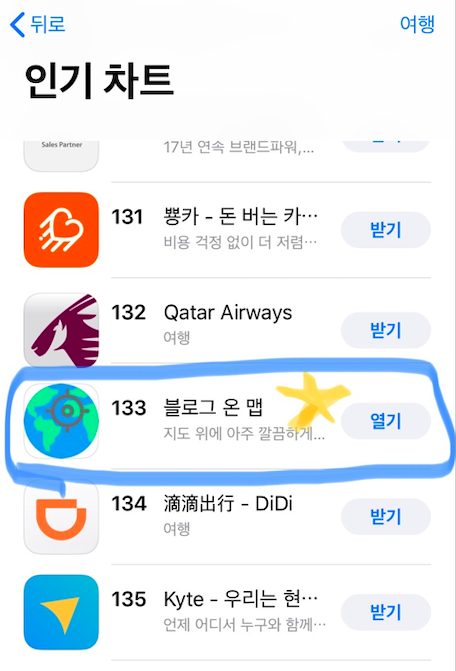 뒤로
여행
인기 차트
Sales Partner
17년 연속 브랜드파워,...
131 뿅카 - 돈 버는 카...
받기
비용 걱정 없이 더 저렴...
132 Qatar Airways
받기
여행
133 블로그 온 맵
열기
지도 위에 아주 깔끔하게...
134 滴滴出行 - DiDi
받기
여행
135 Kyte - 우리는 현...
받기
언제 어디서 누구와 함께...